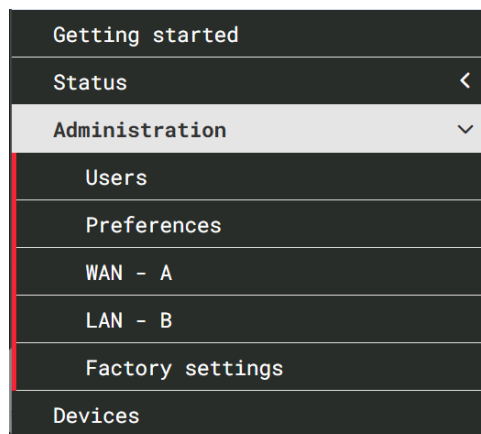 Getting started
Status
Administration
Users
Preferences
WAN - A
LAN - B
Factory settings
Devices